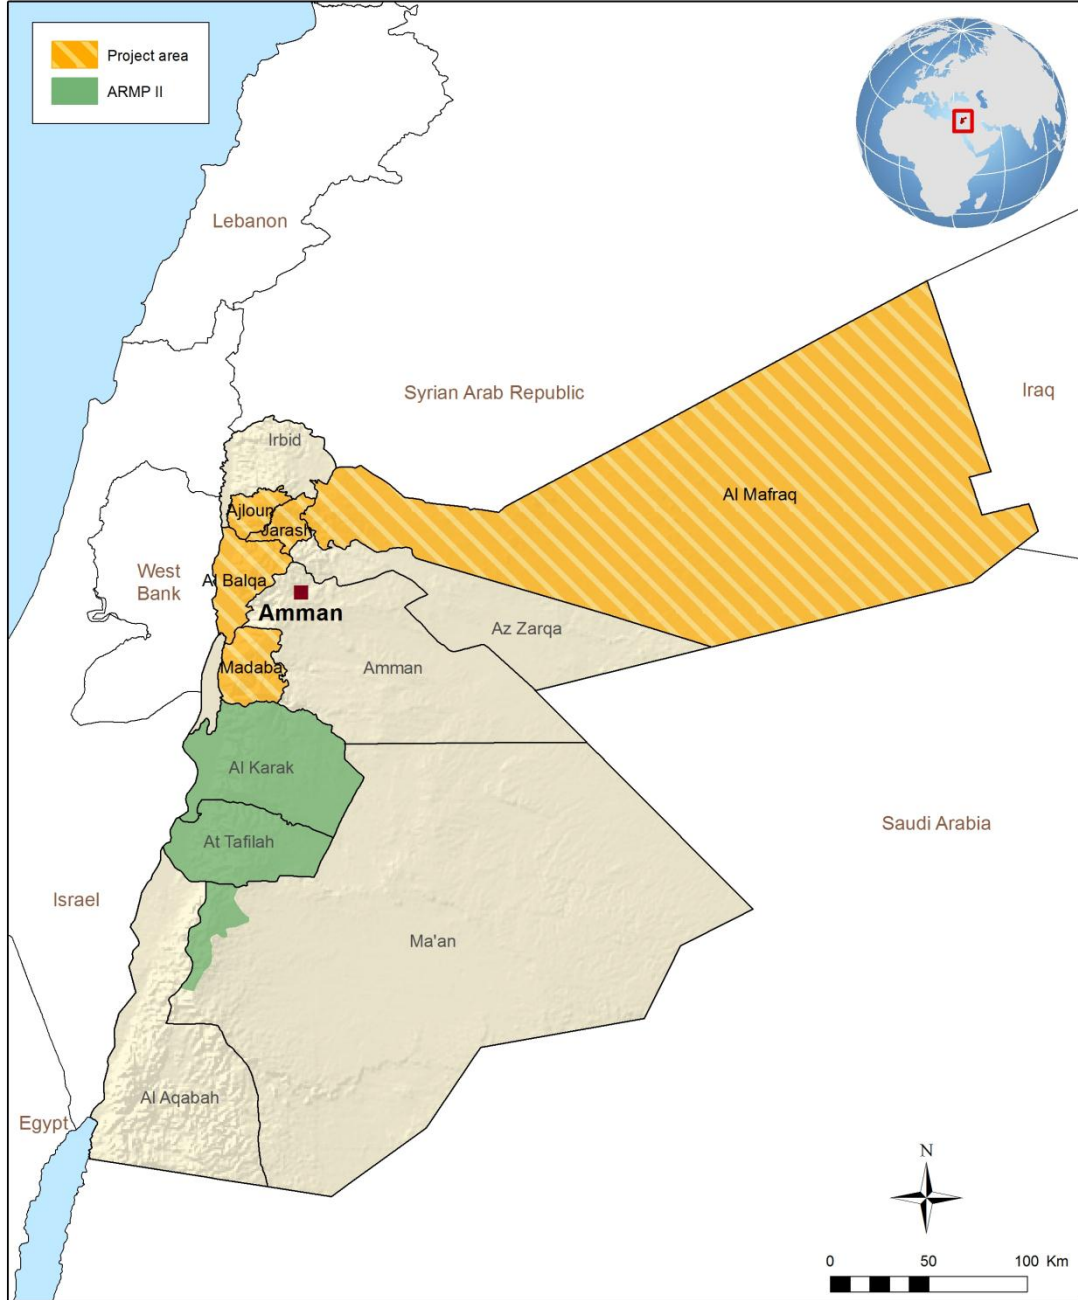 Project area
ARMP II
Lebanon
Syrian Arab Republic
Iraq
Irbid
Al Mafraq
Ajloun
Jarash
West
Bank
Al Balqa
Amman
Az Zarqa
Madaba
Amman
Al Karak
Saudi Arabia
At Tafilah
Israel
Ma'an
Al Aqabah
Egypt
N
0 50 100 Km